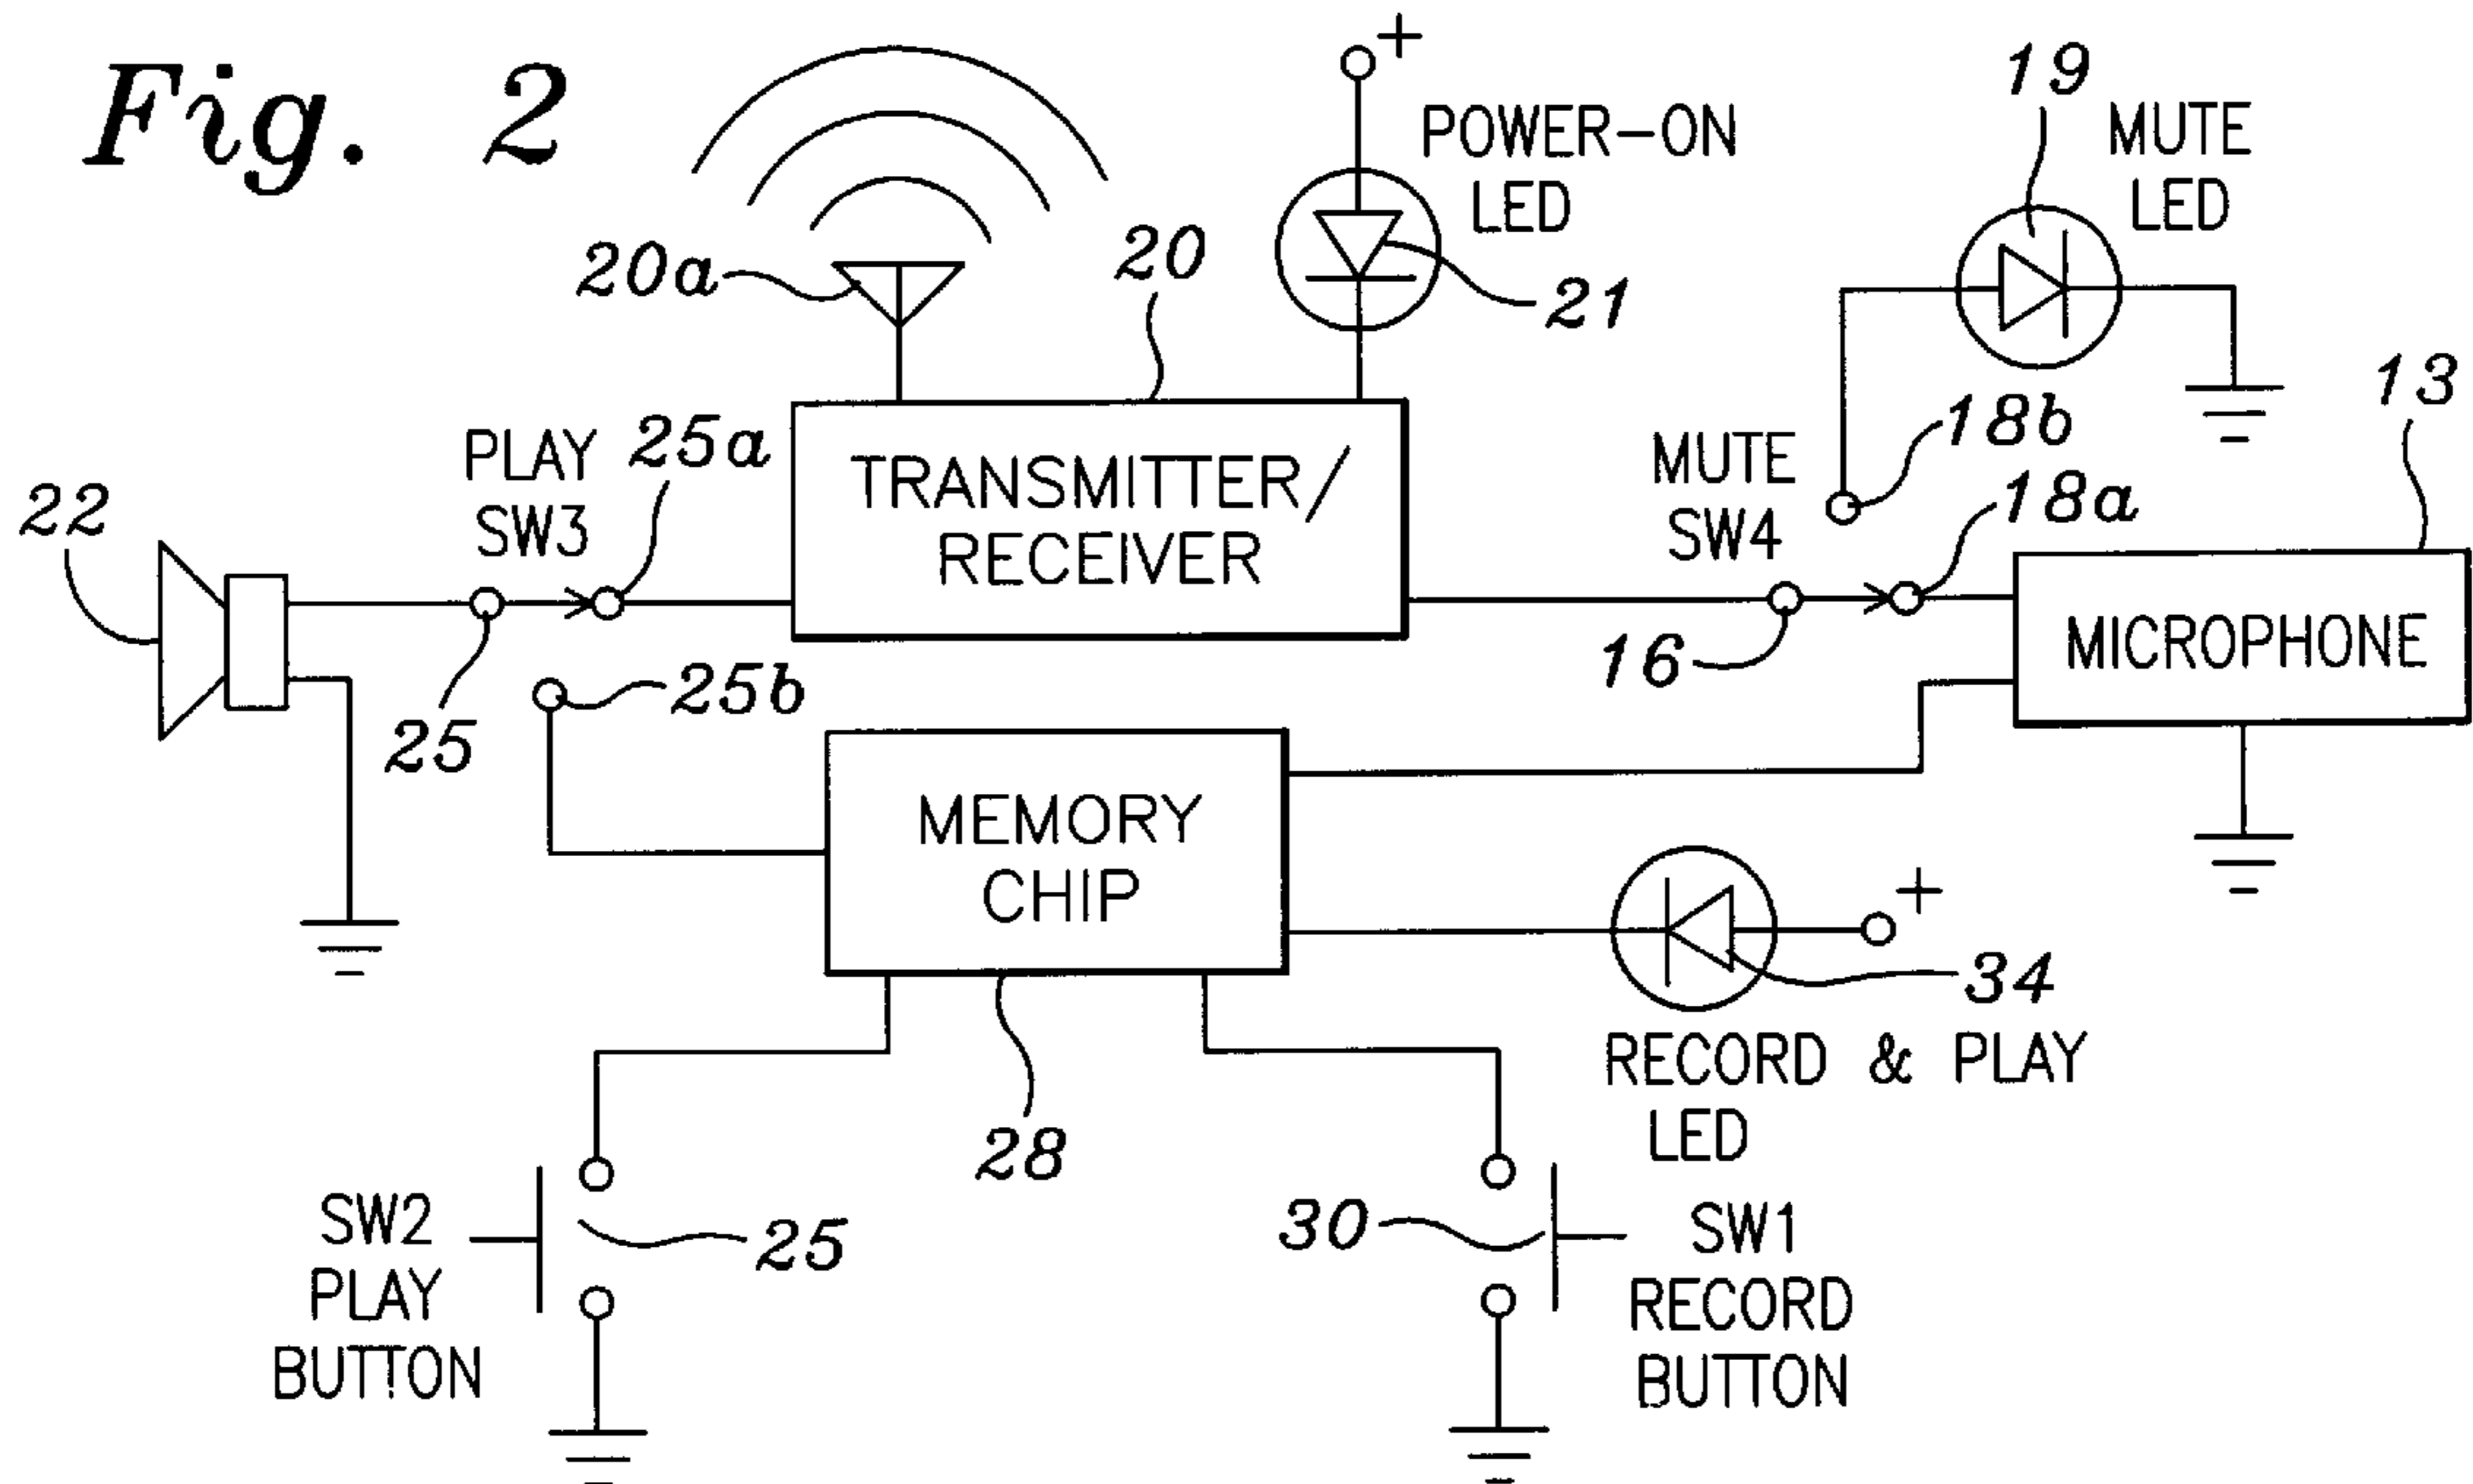 Fig. 2
+
POWER-ON
LED
19
MUTE
LED
20a
20
21
PLAY
SW3
25a
TRANSMITTER/
RECEIVER
MUTE
SW4
18b
18a
13
22
25
25b
16
MICROPHONE
MEMORY
CHIP
+
34
RECORD & PLAY
LED
28
SW2
PLAY
BUTTON
25
30
SW1
RECORD
BUTTON